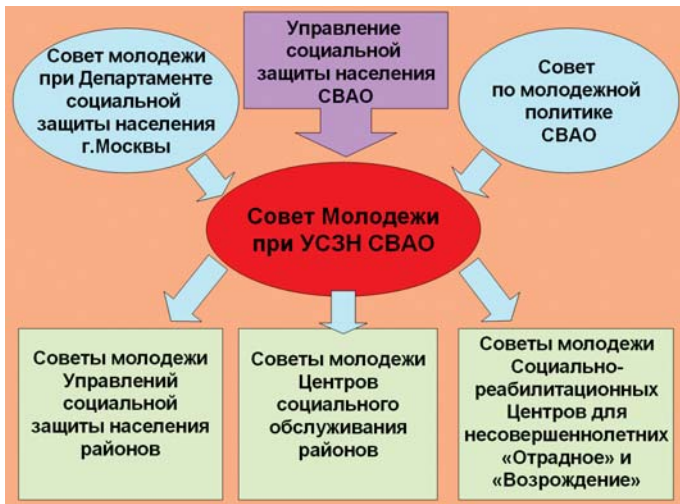 Совет молодежи
при Департаменте
социальной
защиты населения
г.Москвы
Управление
социальной
защиты населения
СВАО
Совет
по молодежной
политике
СВАО
Совет Молодежи
при УСЗН СВАО
Советы молодежи
Управлений
социальной
защиты населения
районов
Советы молодежи
Центров
социального
обслуживания
районов
Советы молодежи
Социально-
реабилитационных
Центров для
несовершеннолетних
«Отрадное» и
«Возрождение»